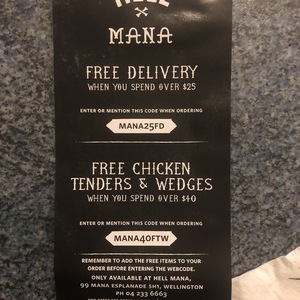 HELL
MANA
FREE DELIVERY
WHEN YOU SPEND OVER $25
ENTER OR MENTION THIS CODE WHEN ORDERING
MANA25FD
FREE CHICKEN
TENDERS & WEDGES
WHEN YOU SPEND OVER $40
ENTER OR MENTION THIS CODE WHEN ORDERING
MANA40FTW
REMEMBER TO ADD THE FREE ITEMS TO YOUR
ORDER BEFORE ENTERING THE WEBCODE.
ONLY AVAILABLE AT HELL MANA,
99 MANA ESPLANADE SH1, WELLINGTON
PH 04 233 6663